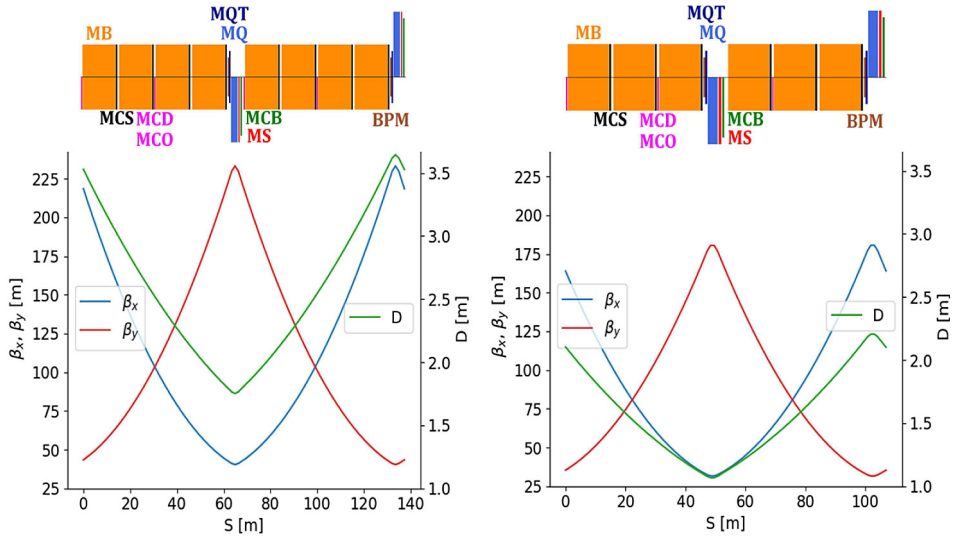 MQT
MB MQ
MCS MCD MCB BPM
MCO MS
225
200
175
150
125
100
75
50
25
βx, βy [m]
βx
βy
D
3.5
3.0
2.5
2.0
1.5
1.0
D [m]
0 20 40 60 80 100 120 140
S [m]
MQT
MB MQ
MCS MCD MCB BPM
MCO MS
225
200
175
150
125
100
75
50
25
βx, βy [m]
βx
βy
D
3.5
3.0
2.5
2.0
1.5
1.0
D [m]
0 20 40 60 80 100
S [m]